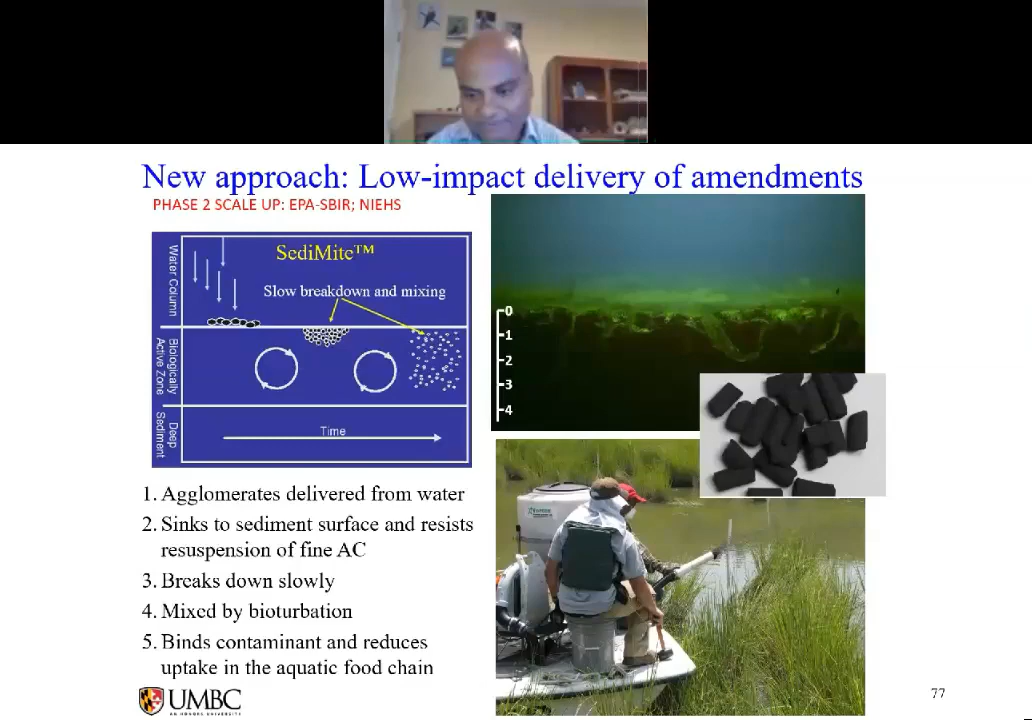 New approach: Low-impact delivery of amendments
PHASE 2 SCALE UP: EPA-SBIR; NIEHS
SediMite™
Slow breakdown and mixing
Water Column
Biologically
Active Zone
Deep
Sediment
Time
0
1
2
3
4
1. Agglomerates delivered from water
2. Sinks to sediment surface and resists
resuspension of fine AC
3. Breaks down slowly
4. Mixed by bioturbation
5. Binds contaminant and reduces
uptake in the aquatic food chain
UMBC
AN HONORS UNIVERSITY
77